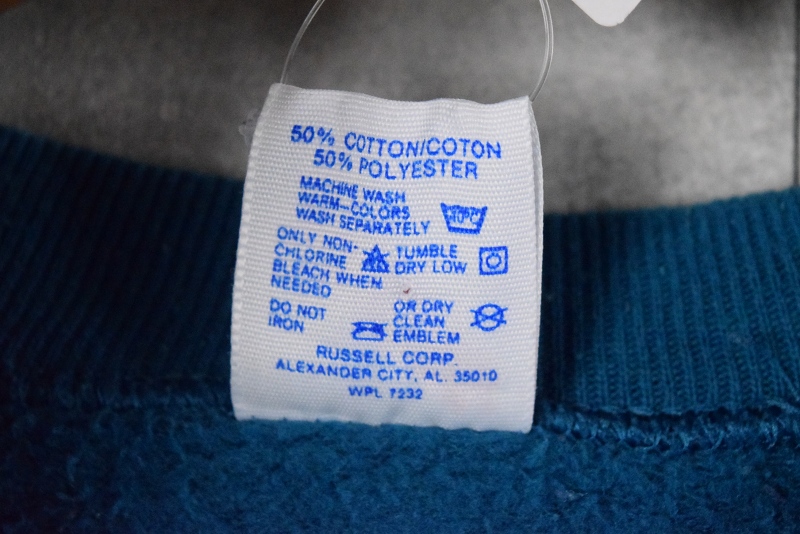 50% COTTON/COTON
50% POLYESTER
MACHINE WASH
WARM-COLORS
WASH SEPARATELY
40°C
ONLY NON-
CHLORINE
BLEACH WHEN
NEEDED
TUMBLE
DRY LOW
DO NOT
IRON
OR DRY
CLEAN
EMBLEM
RUSSELL CORP.
ALEXANDER CITY, AL. 35010
WPL 7232